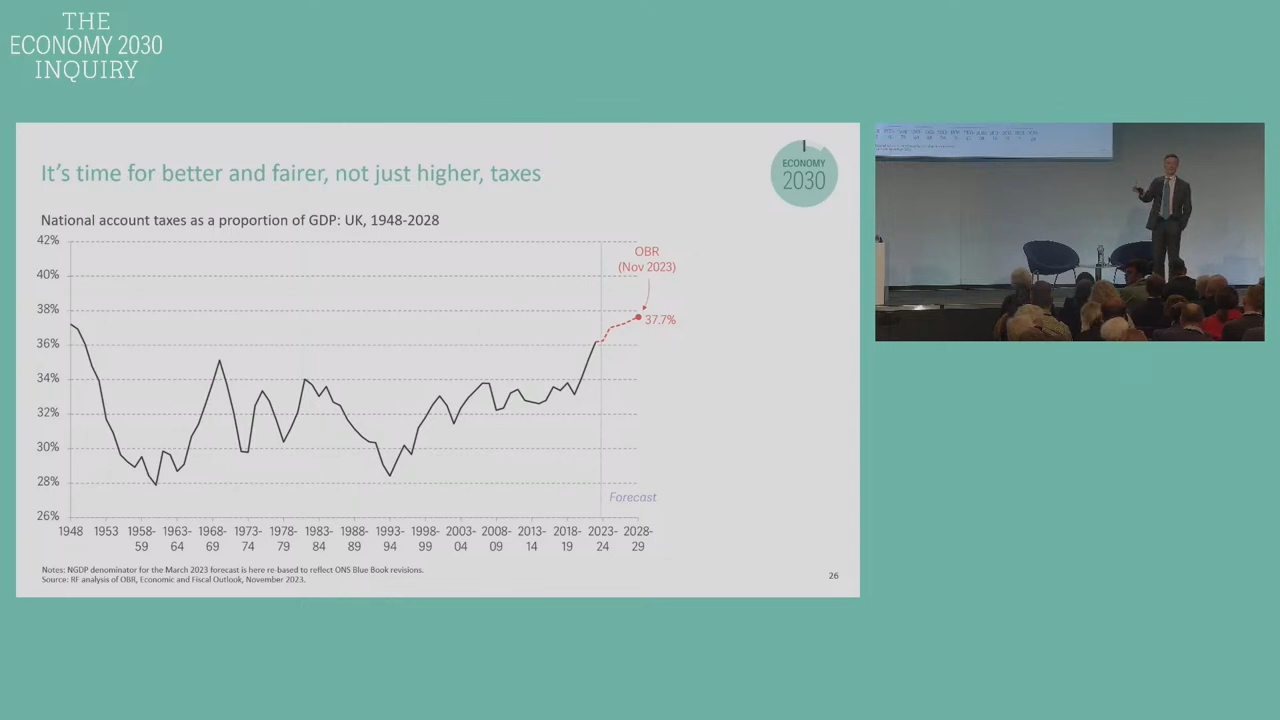 THE
ECONOMY 2030
INQUIRY
It's time for better and fairer, not just higher, taxes
ECONOMY
2030
National account taxes as a proportion of GDP: UK, 1948-2028
42%
40%
38%
36%
34%
32%
30%
28%
26%
OBR
(Nov 2023)
37.7%
Forecast
1948 1953 1958- 1963- 1968- 1973- 1978- 1983- 1988- 1993- 1998- 2003- 2008- 2013- 2018- 2023- 2028-
59 64 69 74 79 84 89 94 99 04 09 14 19 24 29
Notes: NGDP denominator for the March 2023 forecast is here re-based to reflect ONS Blue Book revisions.
Source: RF analysis of OBR, Economic and Fiscal Outlook, November 2023.
26